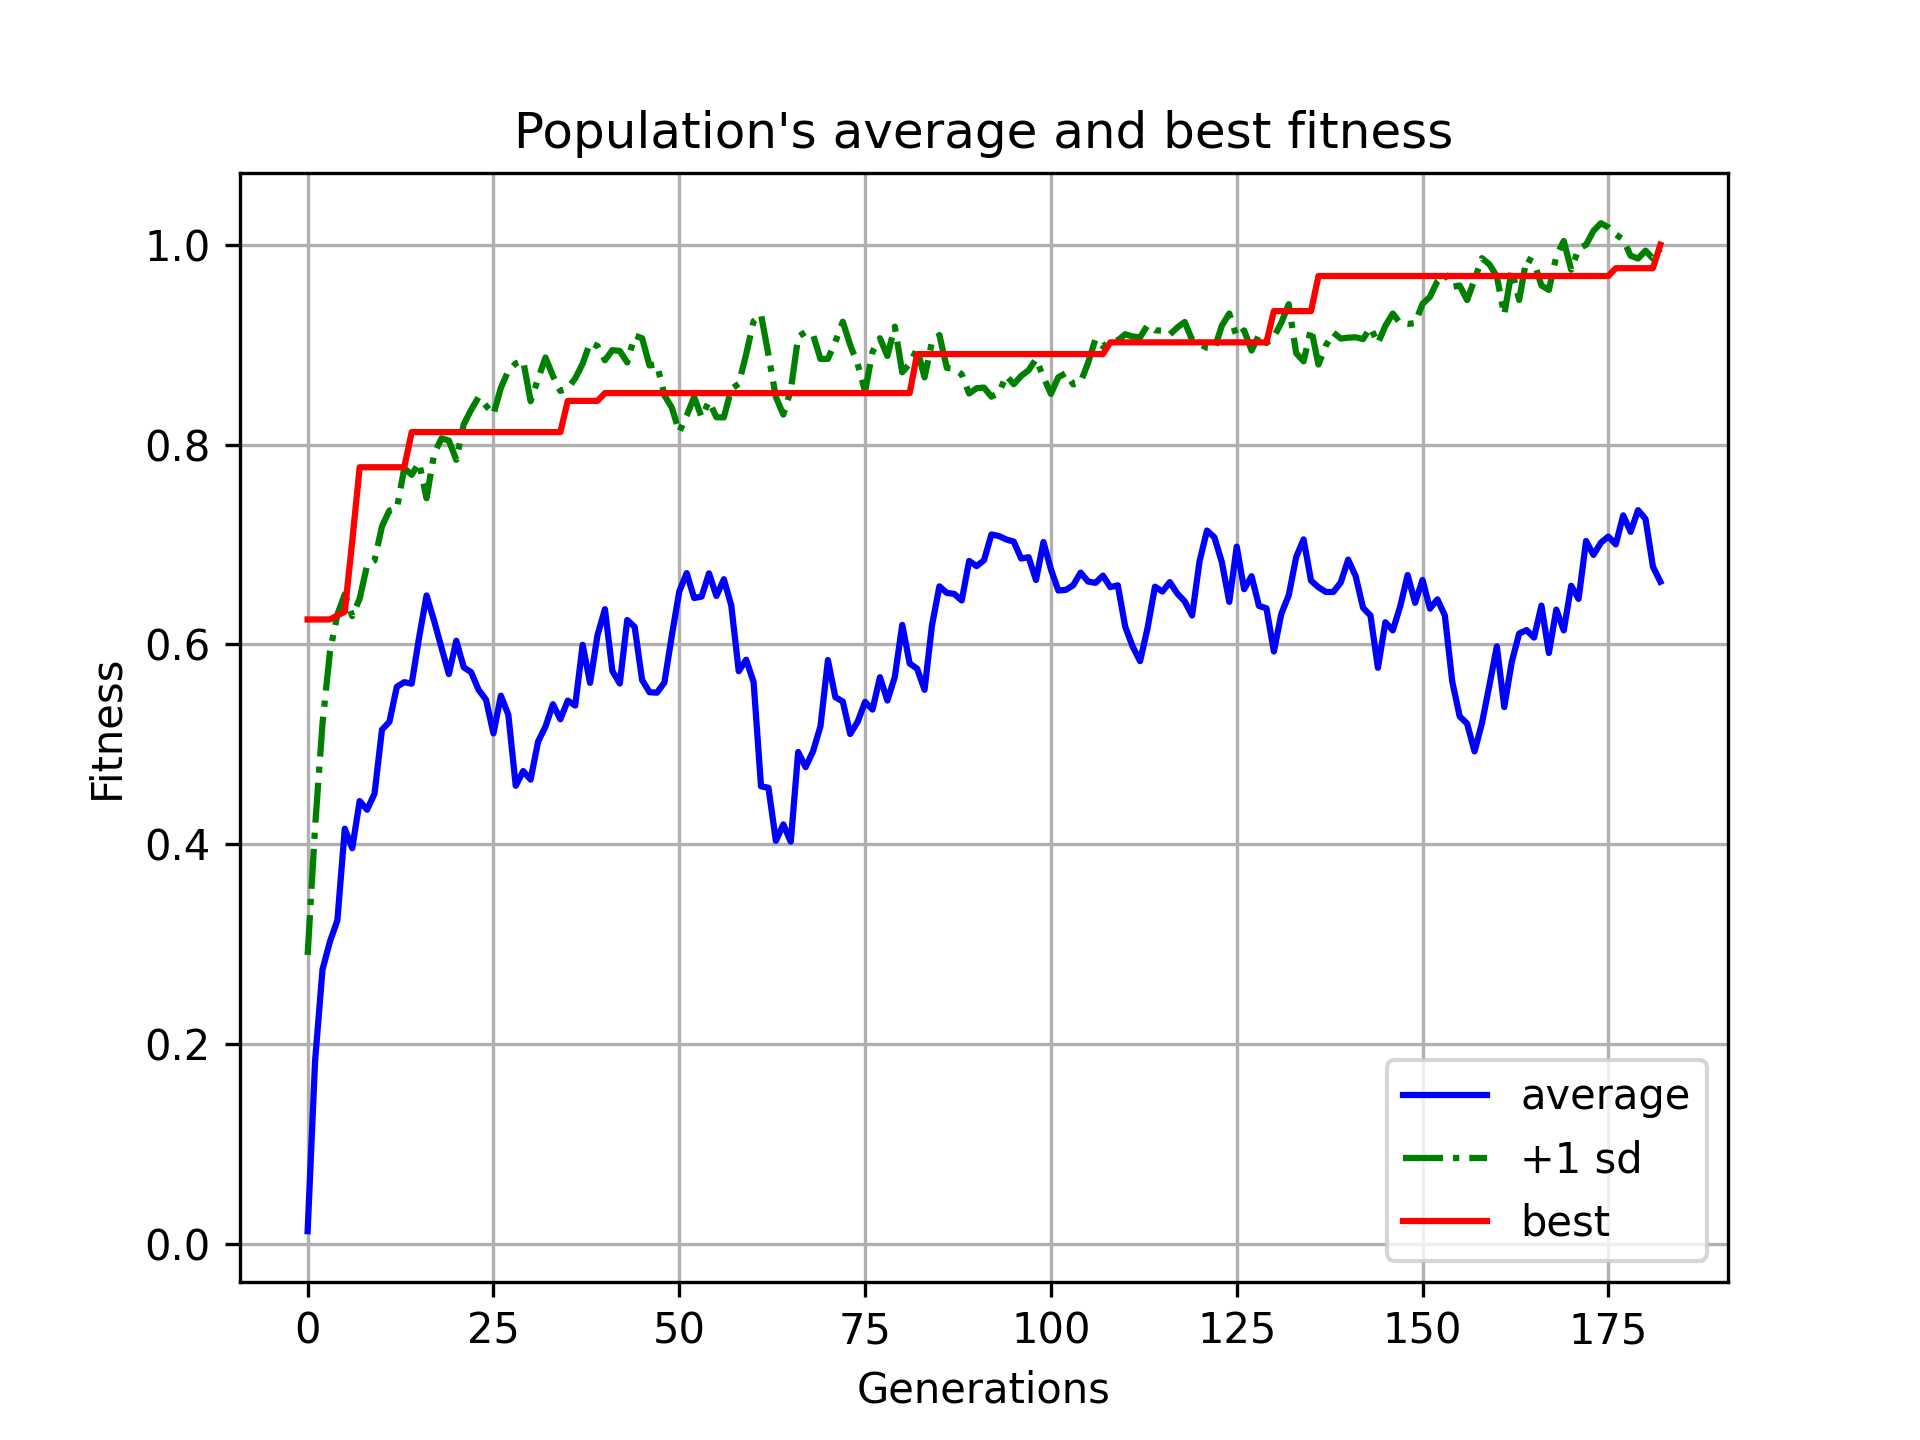 Population's average and best fitness
1.0
0.8
0.6
0.4
0.2
0.0
Fitness
0 25 50 75 100 125 150 175
Generations
average
+1 sd
best